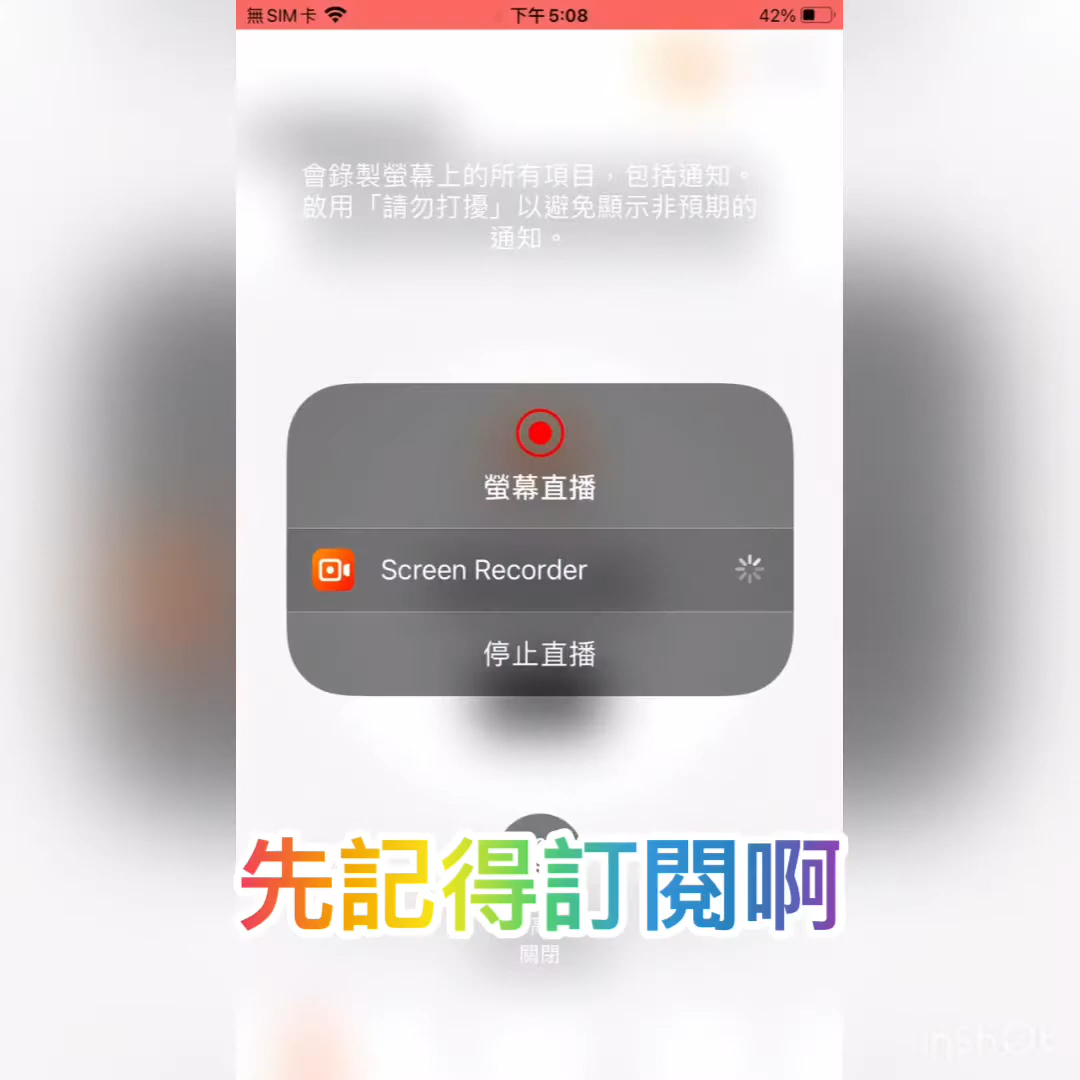 無SIM卡 下午5:08 42%
會錄製螢幕上的所有項目，包括通知。
啟用「請勿打擾」以避免顯示非預期的
通知。
螢幕直播
Screen Recorder
停止直播
先記得訂閱啊
關閉
InShOt